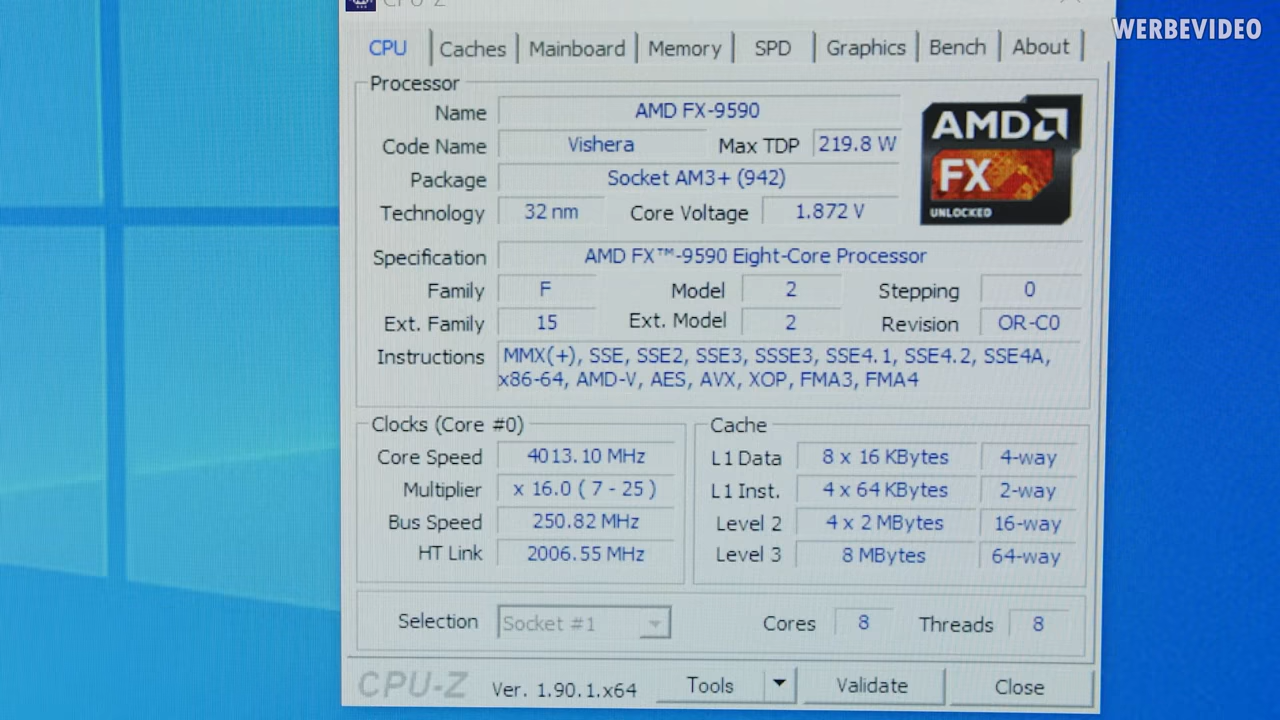 CPU-Z
WERBEVIDEO
CPU Caches Mainboard Memory SPD Graphics Bench About
Processor
Name AMD FX-9590
Code Name Vishera Max TDP 219.8 W
Package Socket AM3+ (942)
Technology 32 nm Core Voltage 1.872 V
AMD
FX
UNLOCKED
Specification AMD FX™-9590 Eight-Core Processor
Family F Model 2 Stepping 0
Ext. Family 15 Ext. Model 2 Revision OR-C0
Instructions MMX(+), SSE, SSE2, SSE3, SSSE3, SSE4.1, SSE4.2, SSE4A,
x86-64, AMD-V, AES, AVX, XOP, FMA3, FMA4
Clocks (Core #0)
Core Speed 4013.10 MHz
Multiplier x 16.0 ( 7 - 25 )
Bus Speed 250.82 MHz
HT Link 2006.55 MHz
Cache
L1 Data 8 x 16 KBytes 4-way
L1 Inst. 4 x 64 KBytes 2-way
Level 2 4 x 2 MBytes 16-way
Level 3 8 MBytes 64-way
Selection Socket #1 Cores 8 Threads 8
CPU-Z Ver. 1.90.1.x64 Tools Validate Close